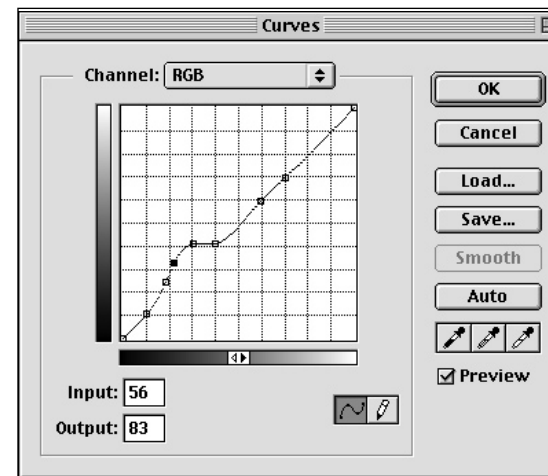 Curves
Channel: RGB
OK
Cancel
Load...
Save...
Smooth
Auto
Preview
Input: 56
Output: 83